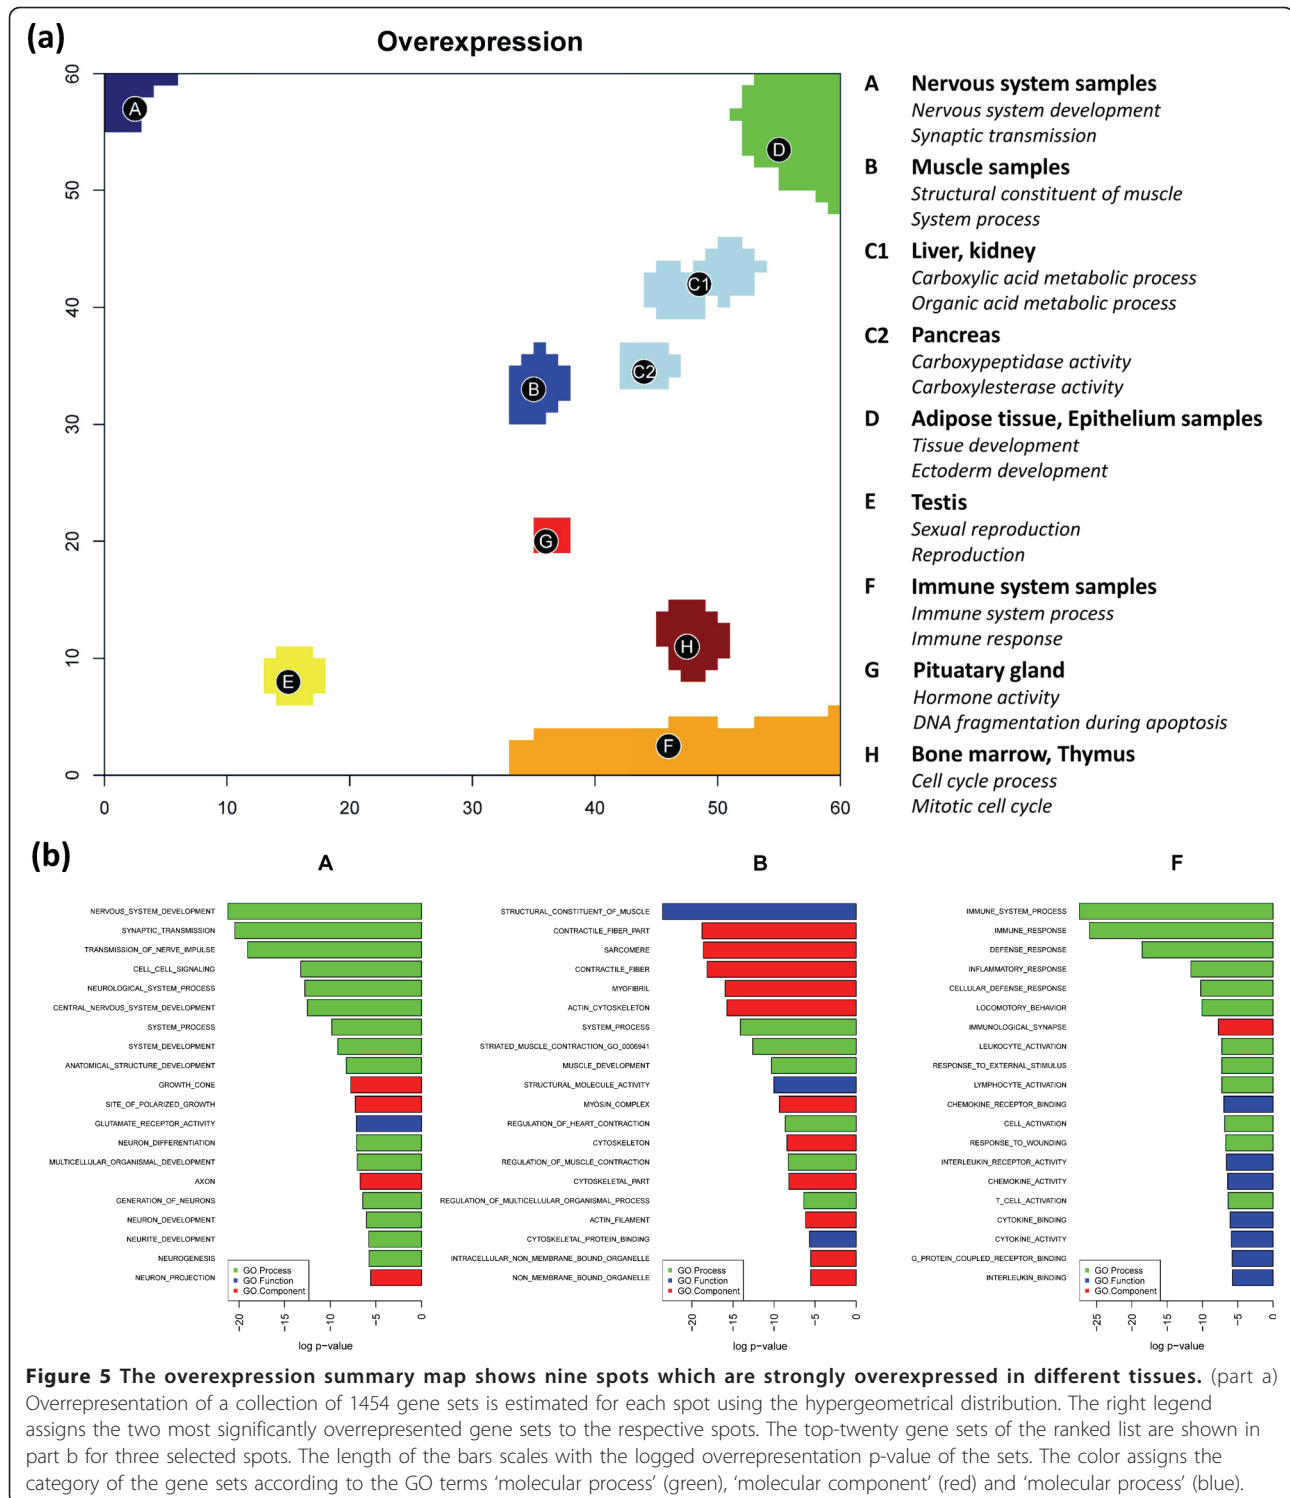 (a)
Overexpression
60
50
40
30
20
10
0
0 10 20 30 40 50 60
A
D
C1
C2
B
G
H
E
F
A Nervous system samples
Nervous system development
Synaptic transmission
B Muscle samples
Structural constituent of muscle
System process
C1 Liver, kidney
Carboxylic acid metabolic process
Organic acid metabolic process
C2 Pancreas
Carboxypeptidase activity
Carboxylesterase activity
D Adipose tissue, Epithelium samples
Tissue development
Ectoderm development
E Testis
Sexual reproduction
Reproduction
F Immune system samples
Immune system process
Immune response
G Pituatary gland
Hormone activity
DNA fragmentation during apoptosis
H Bone marrow, Thymus
Cell cycle process
Mitotic cell cycle
(b)
A
NERVOUS_SYSTEM_DEVELOPMENT
SYNAPTIC_TRANSMISSION
TRANSMISSION_OF_NERVE_IMPULSE
CELL_CELL_SIGNALING
NEUROLOGICAL_SYSTEM_PROCESS
CENTRAL_NERVOUS_SYSTEM_DEVELOPMENT
SYSTEM_PROCESS
SYSTEM_DEVELOPMENT
ANATOMICAL_STRUCTURE_DEVELOPMENT
GROWTH_CONE
SITE_OF_POLARIZED_GROWTH
GLUTAMATE_RECEPTOR_ACTIVITY
NEURON_DIFFERENTIATION
MULTICELLULAR_ORGANISMAL_DEVELOPMENT
AXON
GENERATION_OF_NEURONS
NEURON_DEVELOPMENT
NEURITE_DEVELOPMENT
NEUROGENESIS
NEURON_PROJECTION
GO.Process
GO.Function
GO.Component
-20 -15 -10 -5 0
log p-value
B
STRUCTURAL_CONSTITUENT_OF_MUSCLE
CONTRACTILE_FIBER_PART
SARCOMERE
CONTRACTILE_FIBER
MYOFIBRIL
ACTIN_CYTOSKELETON
SYSTEM_PROCESS
STRIATED_MUSCLE_CONTRACTION_GO_0006941
MUSCLE_DEVELOPMENT
STRUCTURAL_MOLECULE_ACTIVITY
MYOSIN_COMPLEX
REGULATION_OF_HEART_CONTRACTION
CYTOSKELETON
REGULATION_OF_MUSCLE_CONTRACTION
CYTOSKELETAL_PART
REGULATION_OF_MULTICELLULAR_ORGANISMAL_PROCESS
ACTIN_FILAMENT
CYTOSKELETAL_PROTEIN_BINDING
INTRACELLULAR_NON_MEMBRANE_BOUND_ORGANELLE
NON_MEMBRANE_BOUND_ORGANELLE
GO.Process
GO.Function
GO.Component
-20 -15 -10 -5 0
log p-value
F
IMMUNE_SYSTEM_PROCESS
IMMUNE_RESPONSE
DEFENSE_RESPONSE
INFLAMMATORY_RESPONSE
CELLULAR_DEFENSE_RESPONSE
LOCOMOTORY_BEHAVIOR
IMMUNOLOGICAL_SYNAPSE
LEUKOCYTE_ACTIVATION
RESPONSE_TO_EXTERNAL_STIMULUS
LYMPHOCYTE_ACTIVATION
CHEMOKINE_RECEPTOR_BINDING
CELL_ACTIVATION
RESPONSE_TO_WOUNDING
INTERLEUKIN_RECEPTOR_ACTIVITY
CHEMOKINE_ACTIVITY
T_CELL_ACTIVATION
CYTOKINE_BINDING
CYTOKINE_ACTIVITY
G_PROTEIN_COUPLED_RECEPTOR_BINDING
INTERLEUKIN_BINDING
GO.Process
GO.Function
GO.Component
-25 -20 -15 -10 -5 0
log p-value
Figure 5 The overexpression summary map shows nine spots which are strongly overexpressed in different tissues. (part a)
Overrepresentation of a collection of 1454 gene sets is estimated for each spot using the hypergeometrical distribution. The right legend
assigns the two most significantly overrepresented gene sets to the respective spots. The top-twenty gene sets of the ranked list are shown in
part b for three selected spots. The length of the bars scales with the logged overrepresentation p-value of the sets. The color assigns the
category of the gene sets according to the GO terms ‘molecular process’ (green), ‘molecular component’ (red) and ‘molecular process’ (blue).